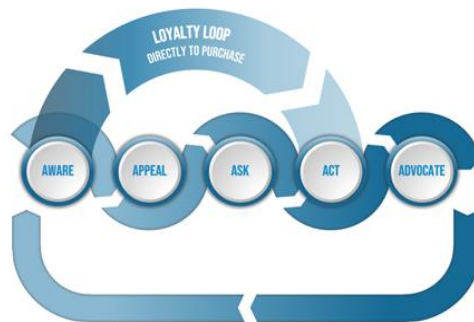 LOYALTY LOOP
DIRECTLY TO PURCHASE
AWARE
APPEAL
ASK
ACT
ADVOCATE